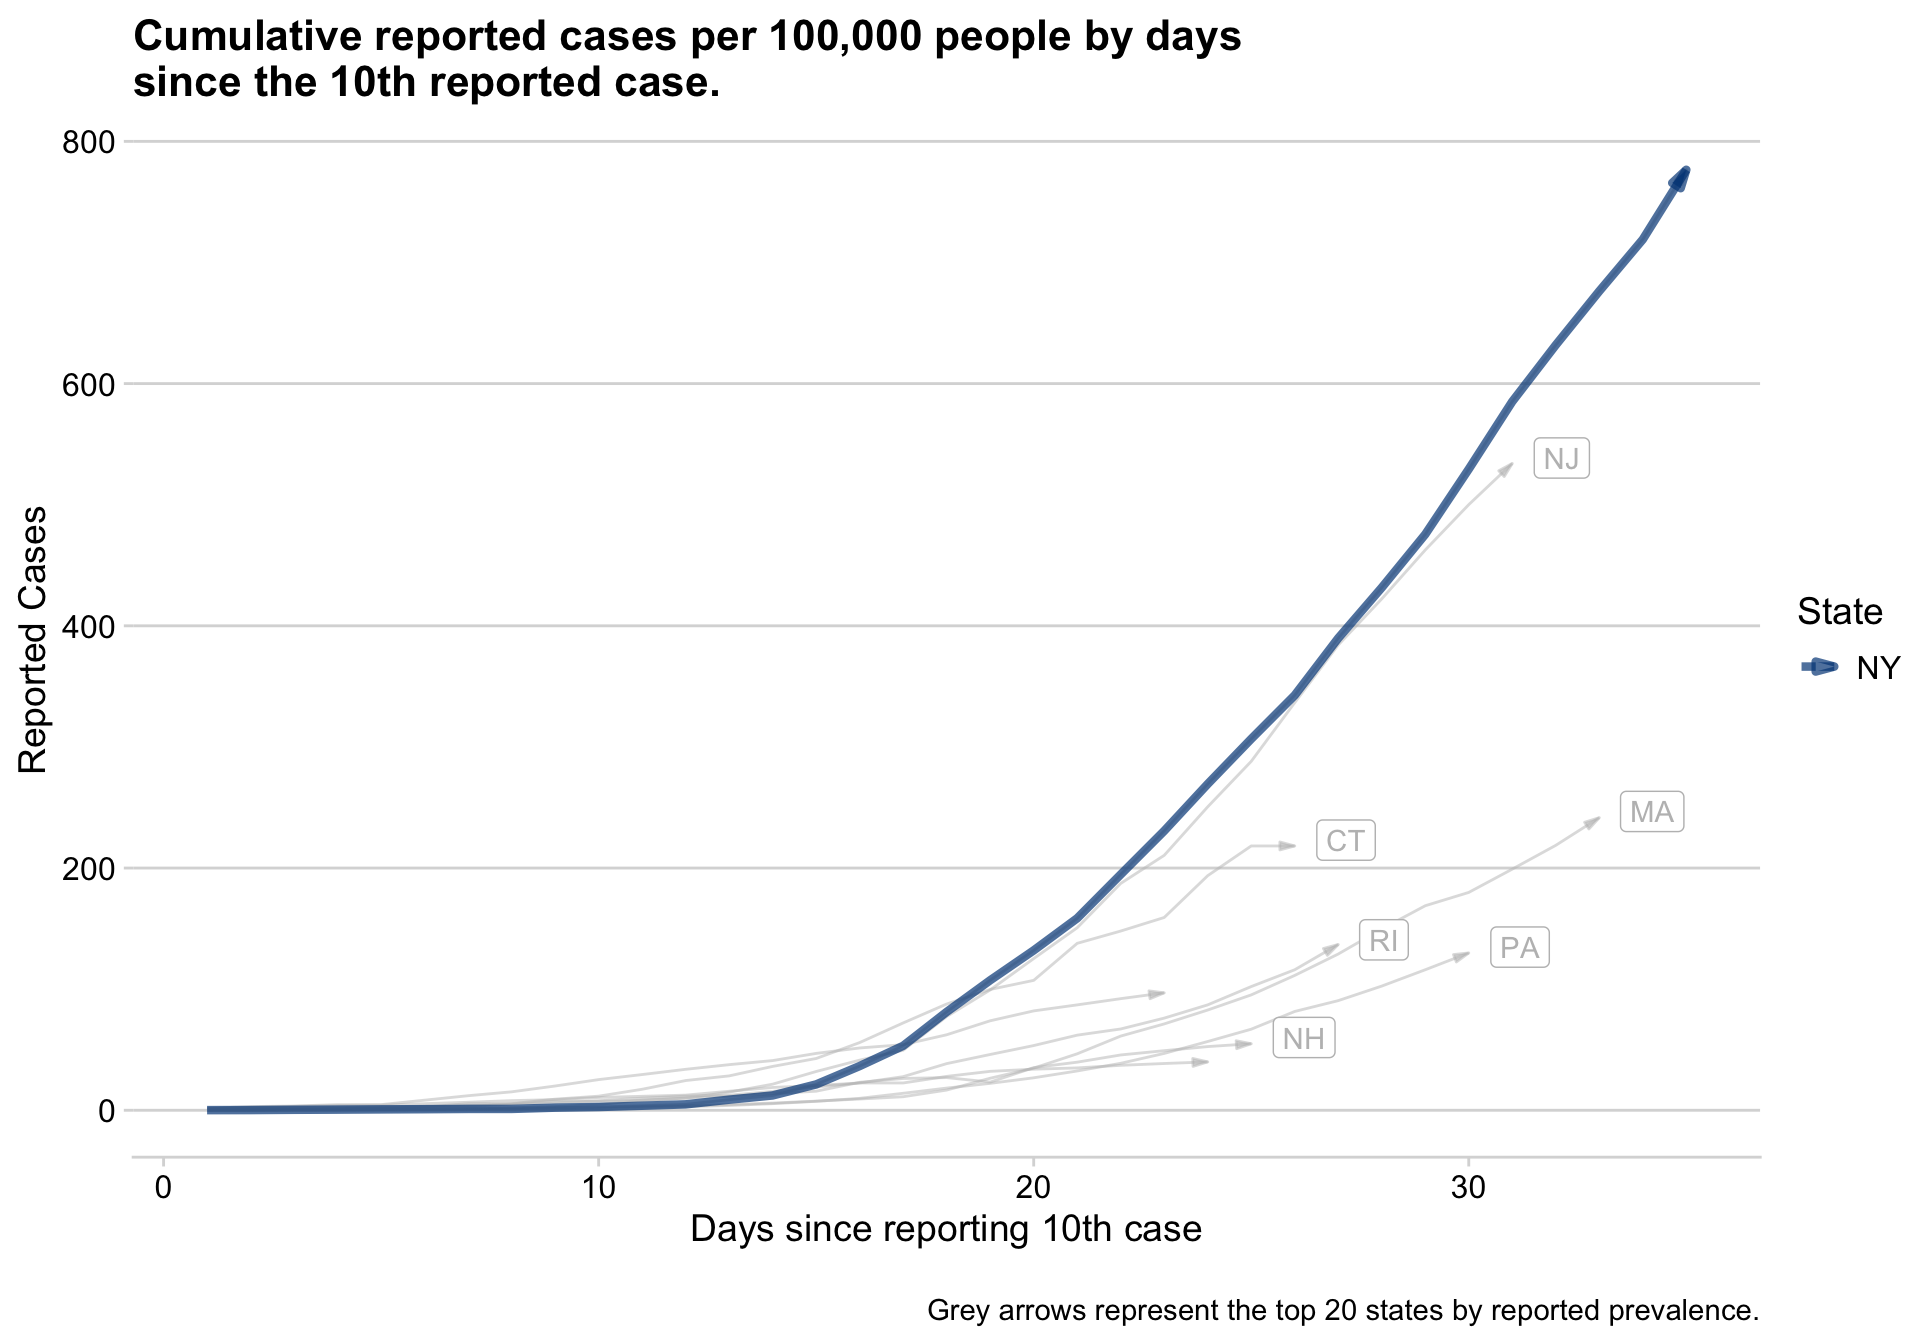 Cumulative reported cases per 100,000 people by days
since the 10th reported case.
800
600
400
200
0
Reported Cases
NJ
MA
CT
RI
PA
NH
State
NY
0
10
20
30
Days since reporting 10th case
Grey arrows represent the top 20 states by reported prevalence.